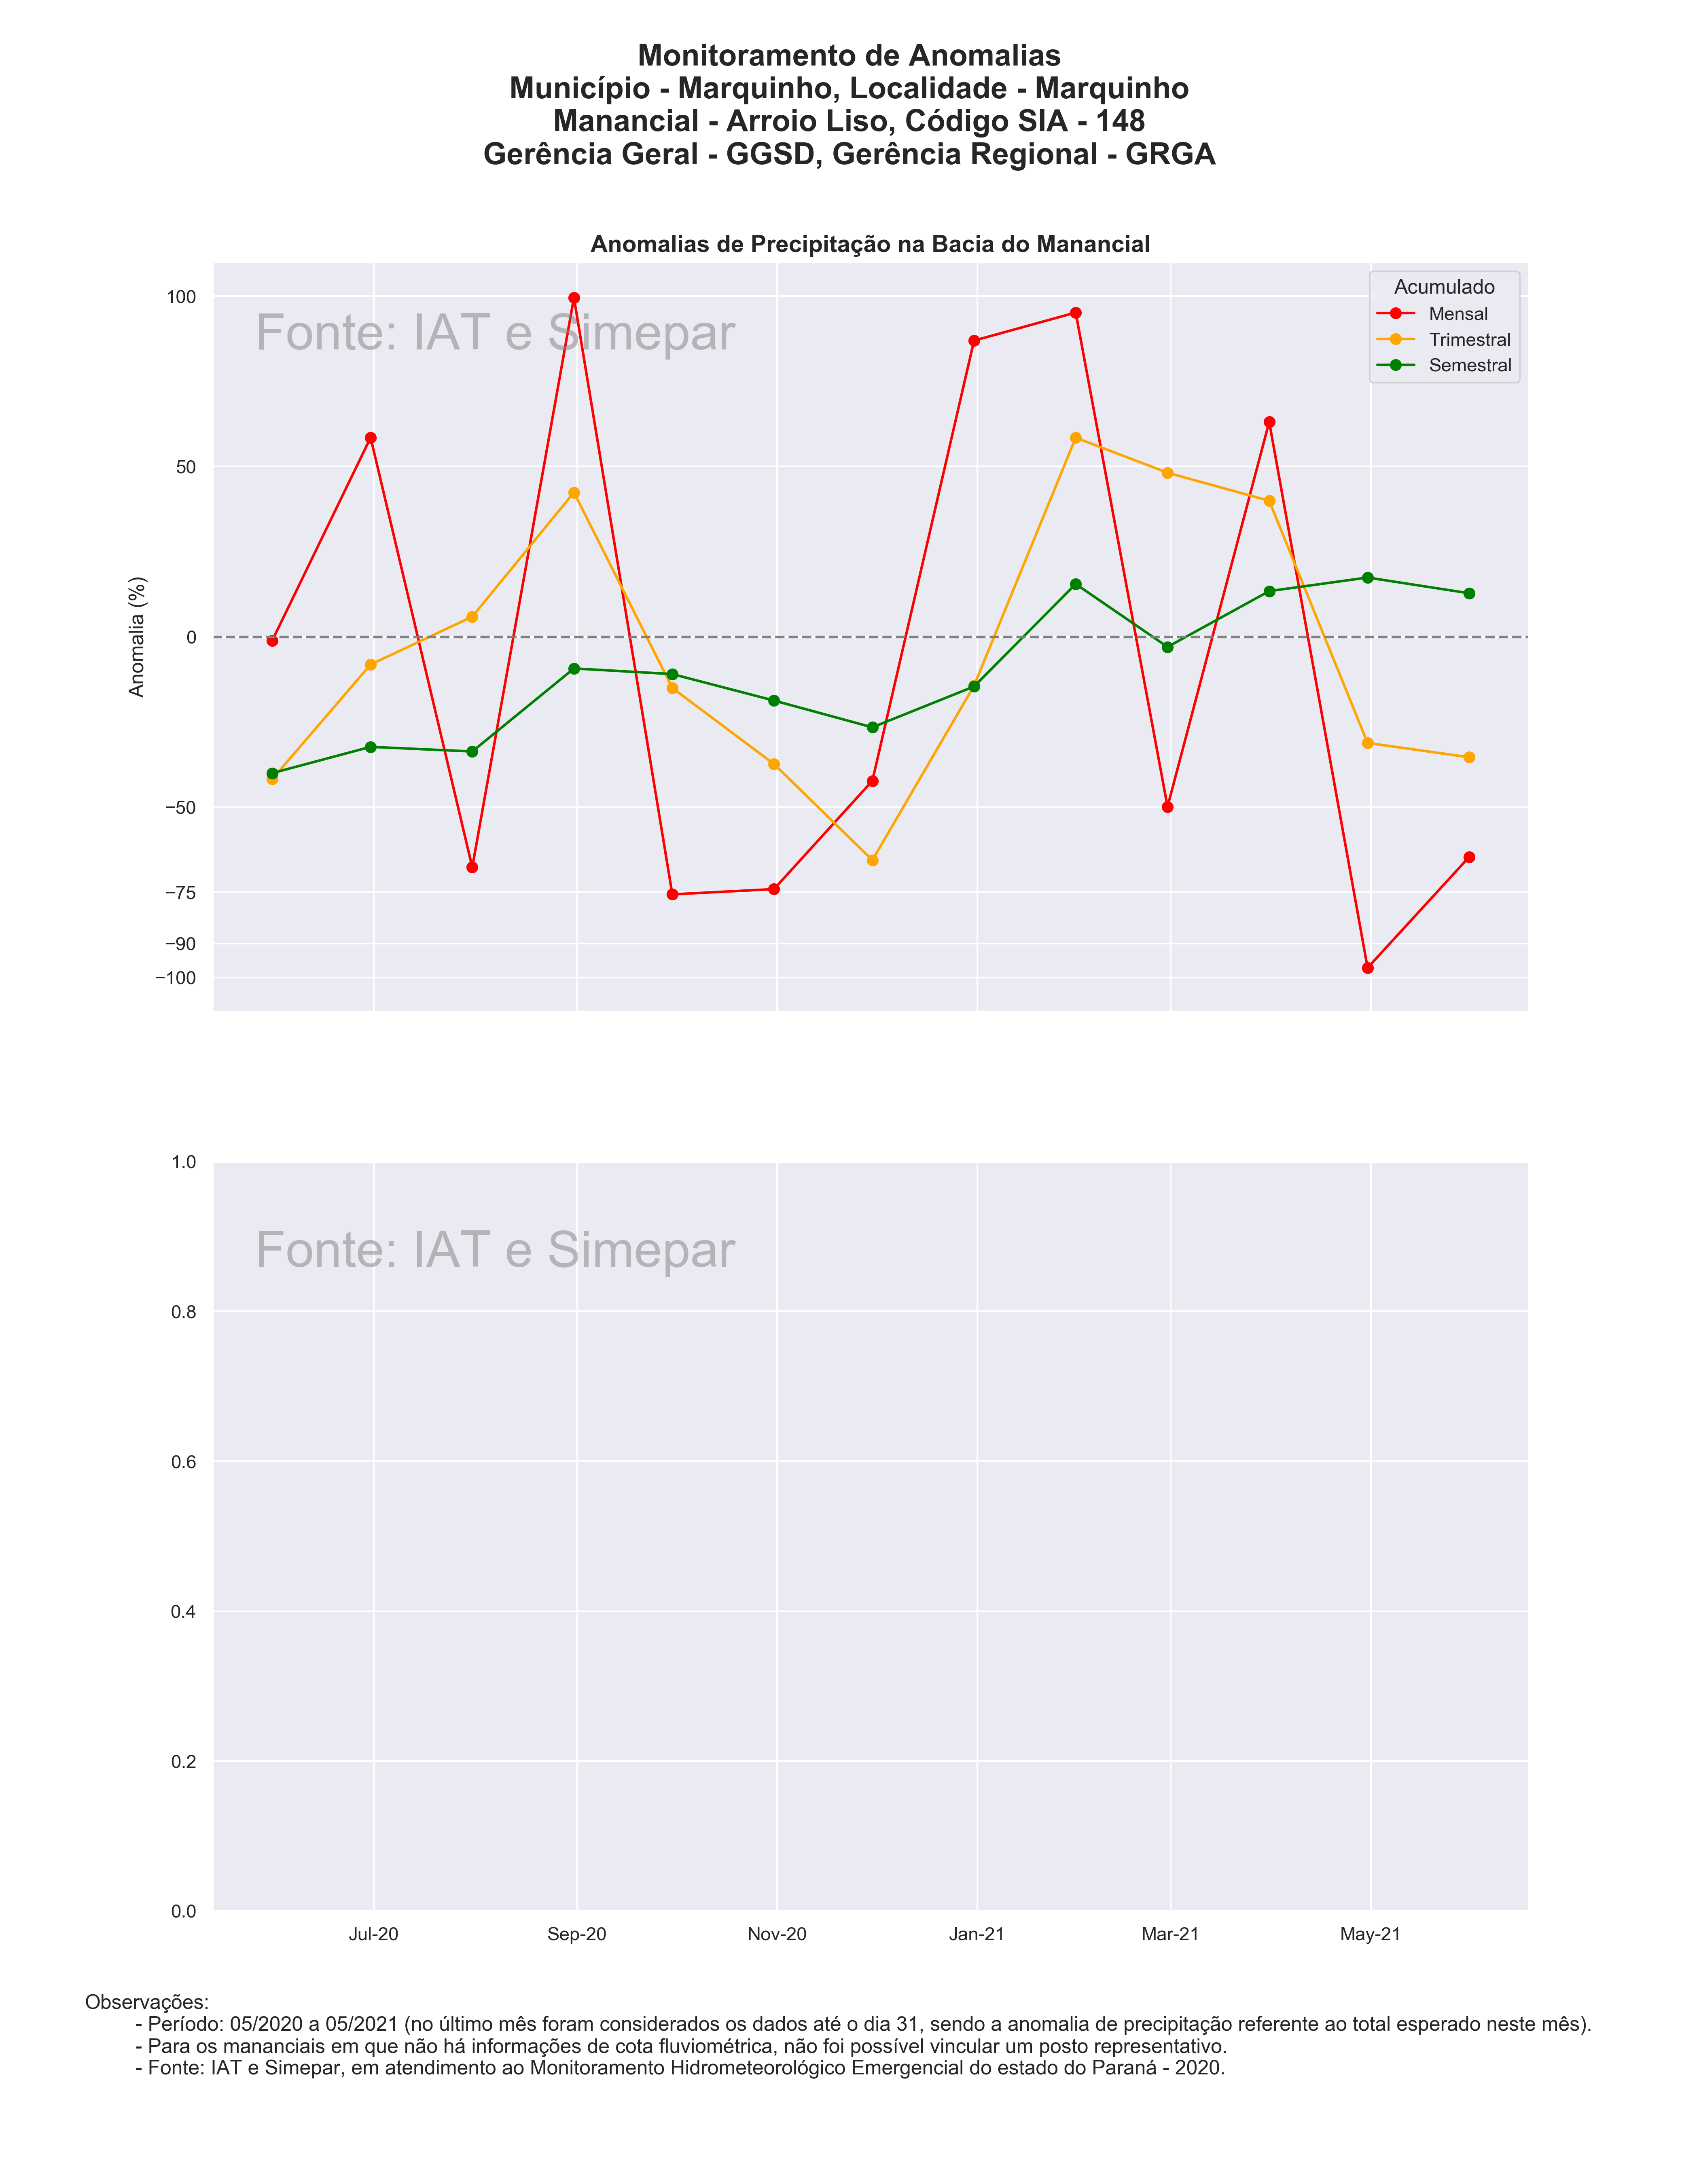 Monitoramento de Anomalias
Município - Marquinho, Localidade - Marquinho
Manancial - Arroio Liso, Código SIA - 148
Gerência Geral - GGSD, Gerência Regional - GRGA
Anomalias de Precipitação na Bacia do Manancial
Fonte: IAT e Simepar
Acumulado
Mensal
Trimestral
Semestral
Anomalia (%)
100
50
0
−50
−75
−90
−100
Fonte: IAT e Simepar
1.0
0.8
0.6
0.4
0.2
0.0
Jul-20 Sep-20 Nov-20 Jan-21 Mar-21 May-21
Observações:
- Período: 05/2020 a 05/2021 (no último mês foram considerados os dados até o dia 31, sendo a anomalia de precipitação referente ao total esperado neste mês).
- Para os mananciais em que não há informações de cota fluviométrica, não foi possível vincular um posto representativo.
- Fonte: IAT e Simepar, em atendimento ao Monitoramento Hidrometeorológico Emergencial do estado do Paraná - 2020.